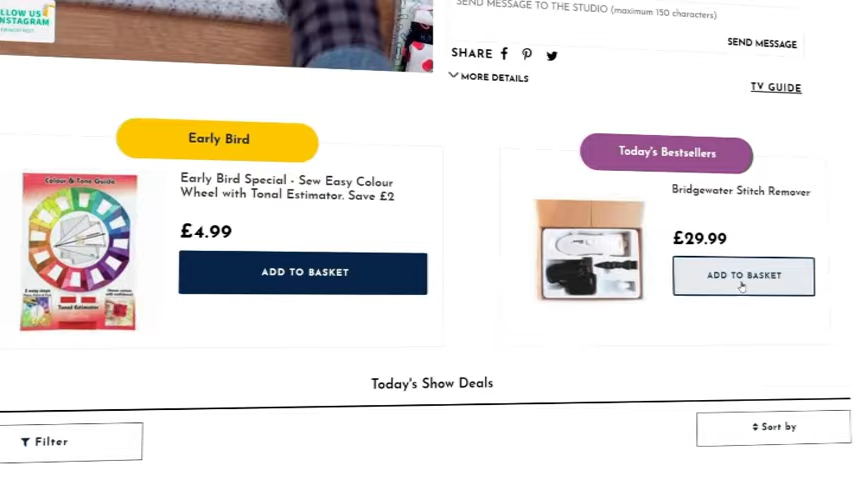 LLOW US
NSTAGRAM
SEND MESSAGE TO THE STUDIO (maximum 150 characters)
SEND MESSAGE
SHARE
MORE DETAILS
TV GUIDE
Early Bird
Early Bird Special - Sew Easy Colour
Wheel with Tonal Estimator. Save £2
£4.99
ADD TO BASKET
Colour & Tone Guide
Tonal Estimator
Today's Bestsellers
Bridgewater Stitch Remover
£29.99
ADD TO BASKET
Today's Show Deals
Filter
Sort by